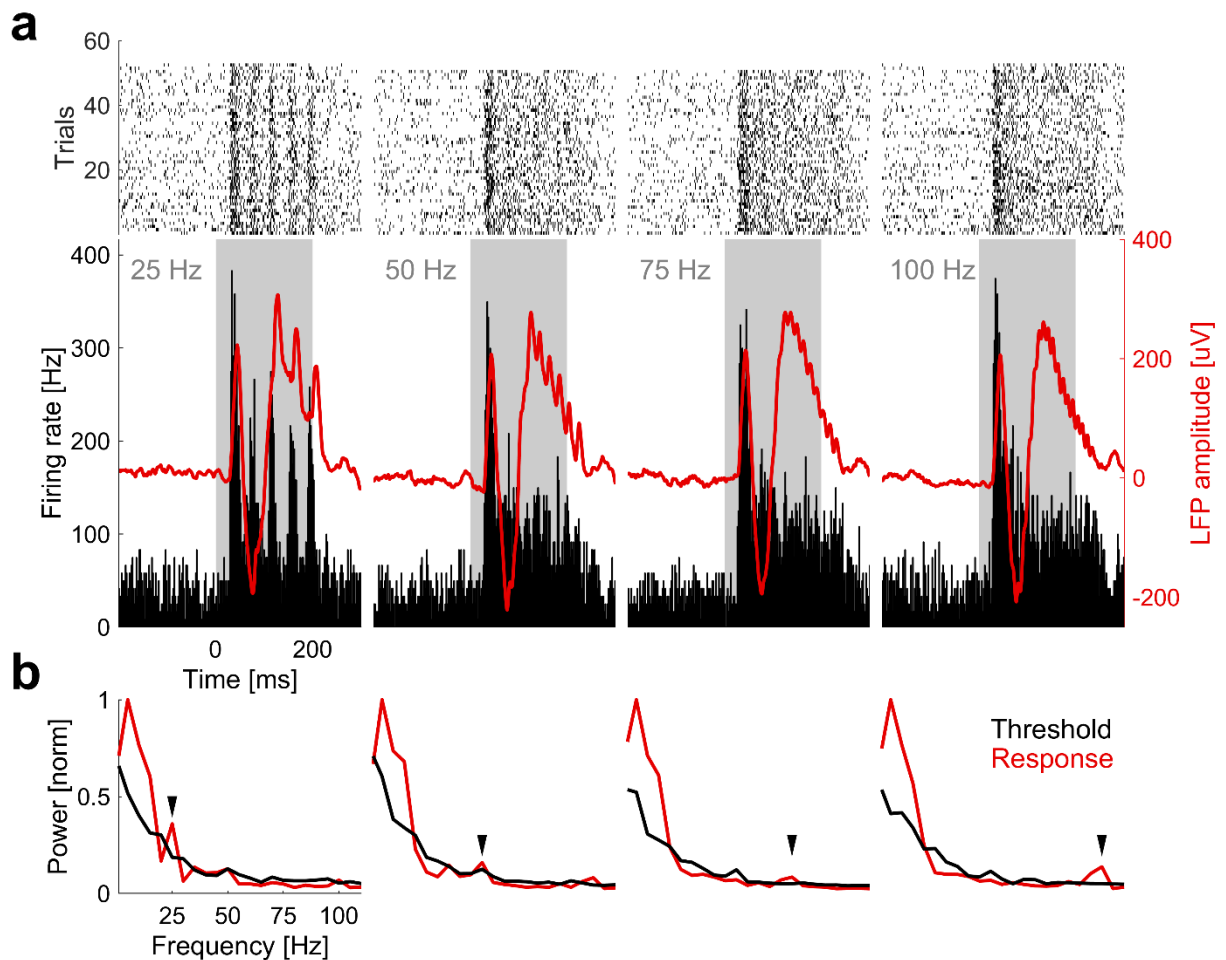 a
60
40
20
Trials
400
300
200
100
0
Firing rate [Hz]
25 Hz
50 Hz
75 Hz
100 Hz
400
200
0
-200
LFP amplitude [uV]
0
200
Time [ms]
b
1
0.5
0
Power [norm]
Threshold
Response
25
50
75
100
Frequency [Hz]